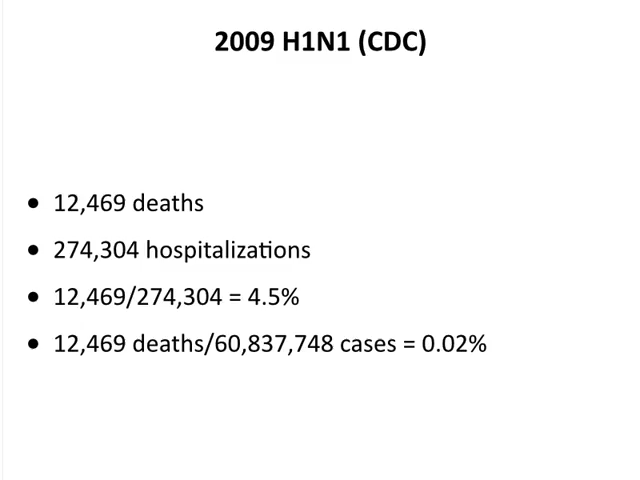 2009 H1N1 (CDC)
• 12,469 deaths
• 274,304 hospitalizations
• 12,469/274,304 = 4.5%
• 12,469 deaths/60,837,748 cases = 0.02%